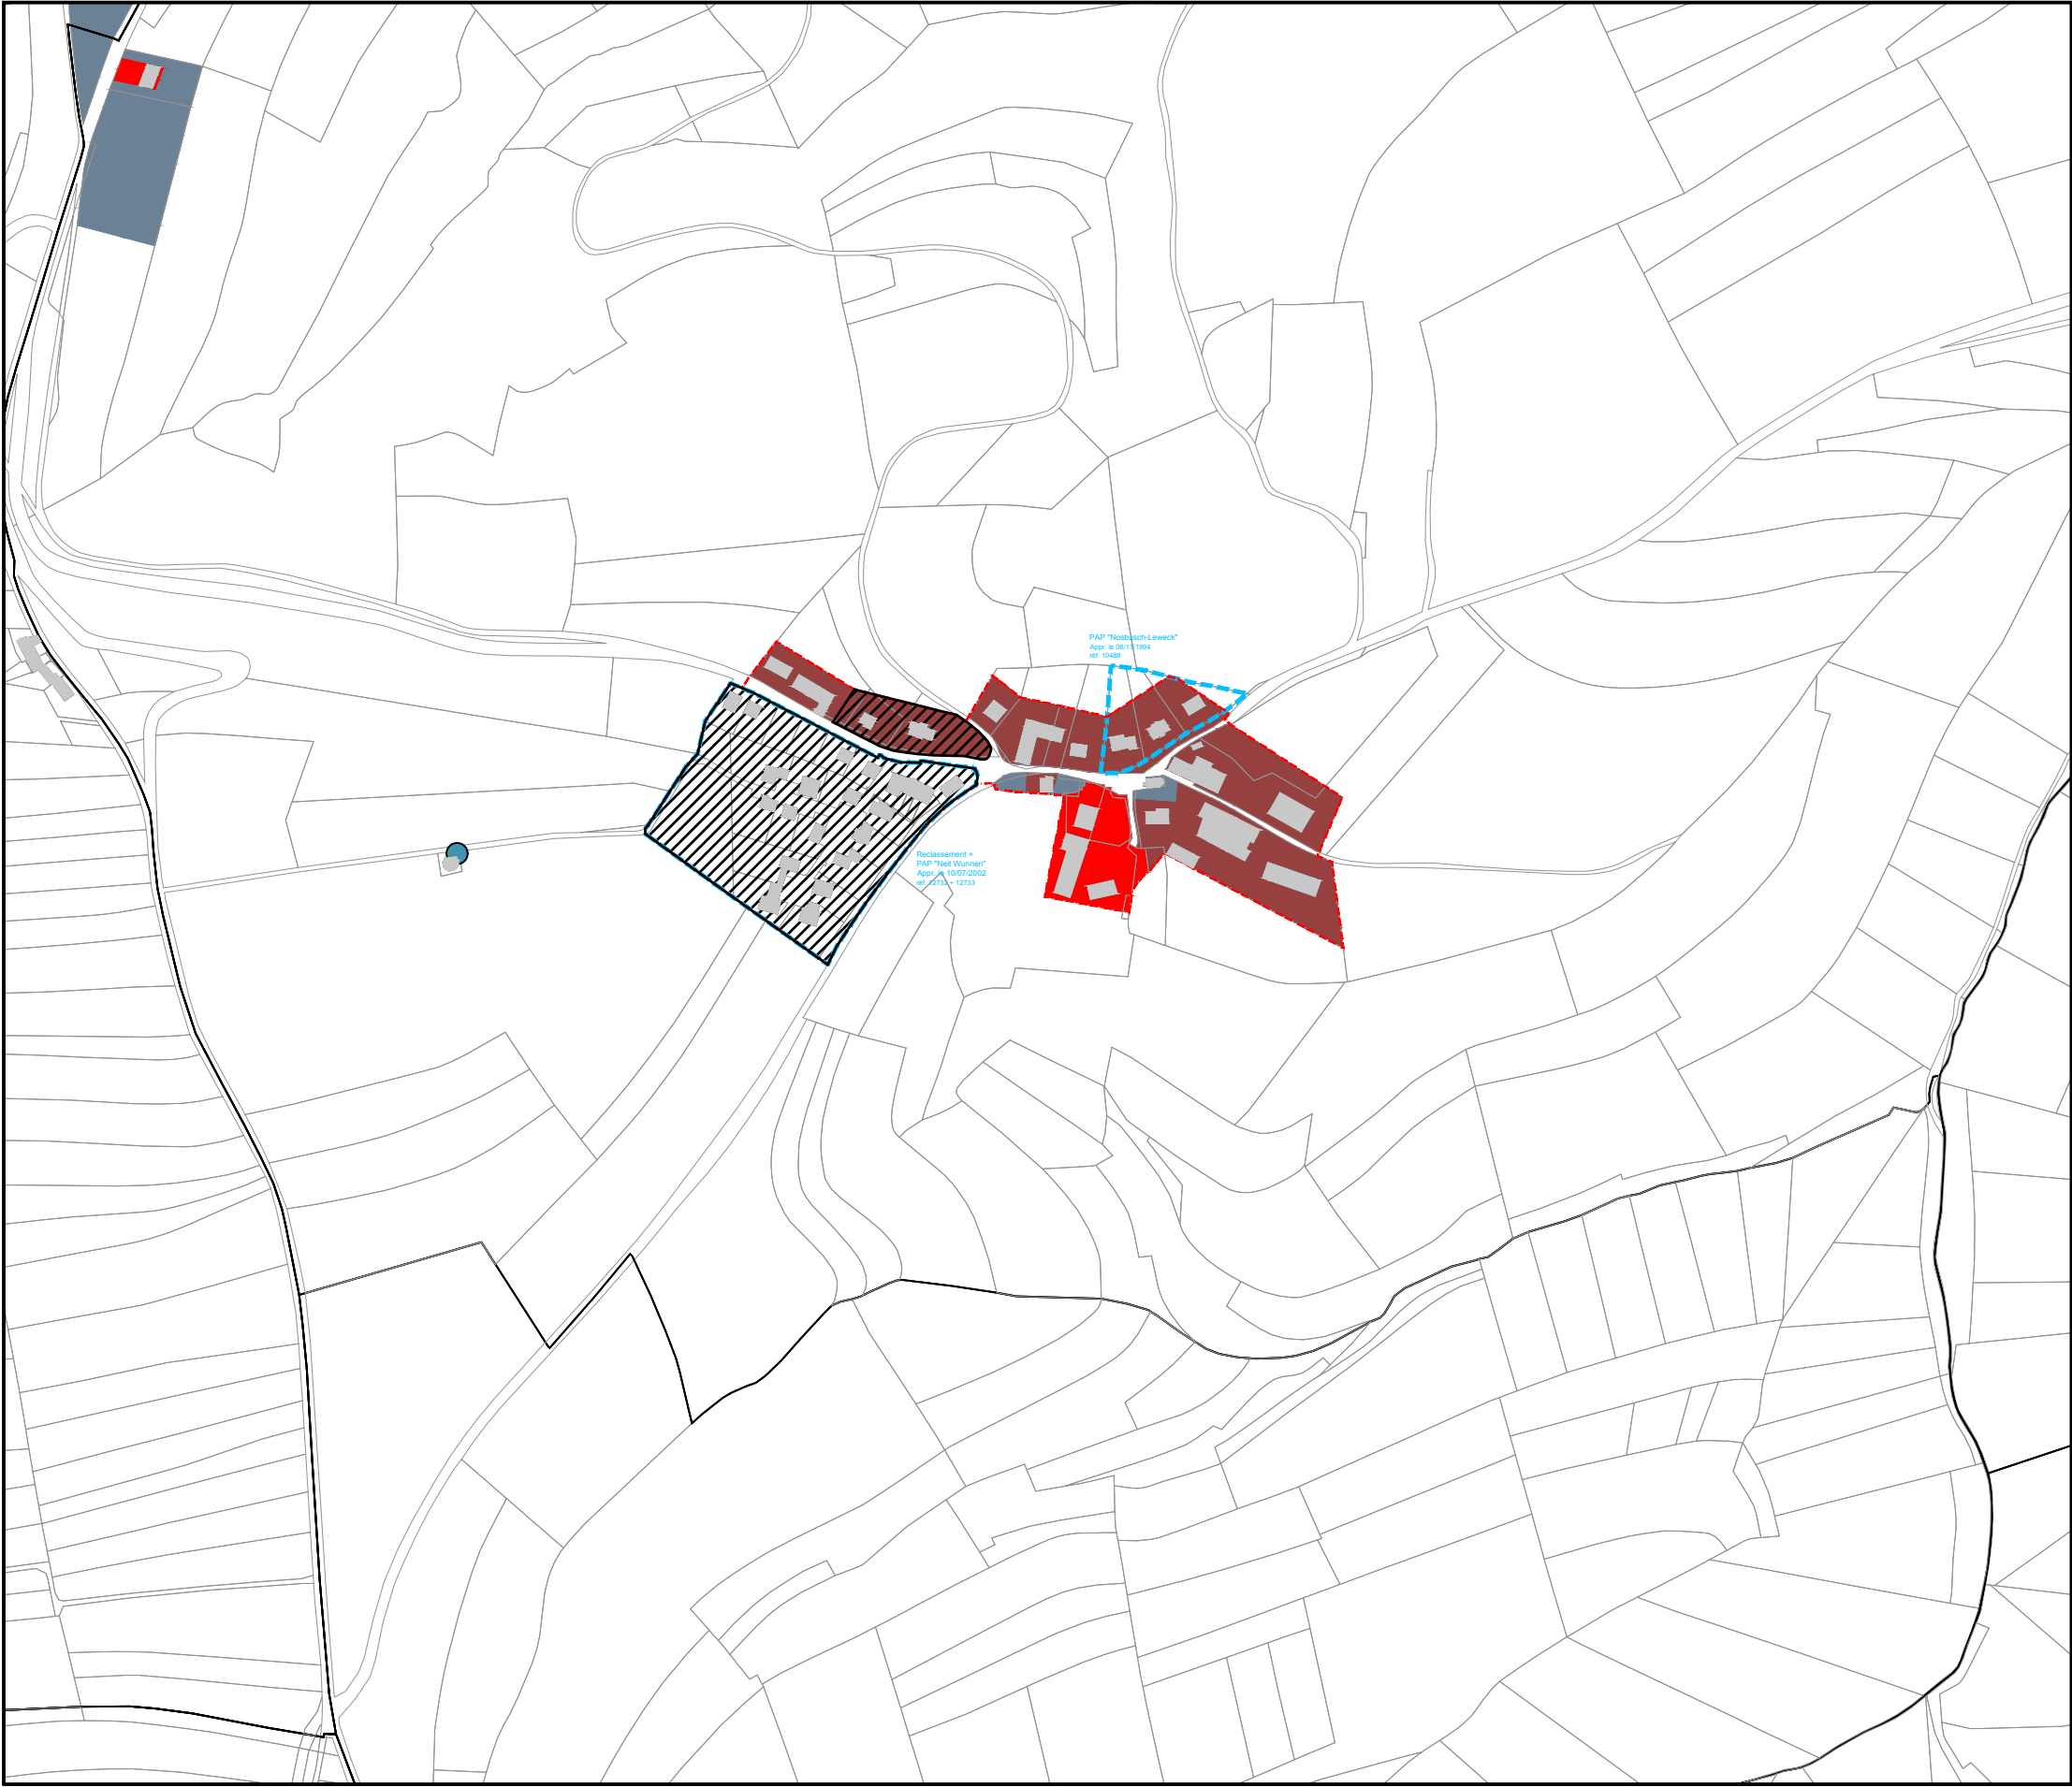 PAP "Nosbusch-Leweck"
Appr. le 08/11/1994
réf. 10488
Reclassement +
PAP "Neit Wunnen"
Appr. le 10/07/2002
réf. 12732 + 12733